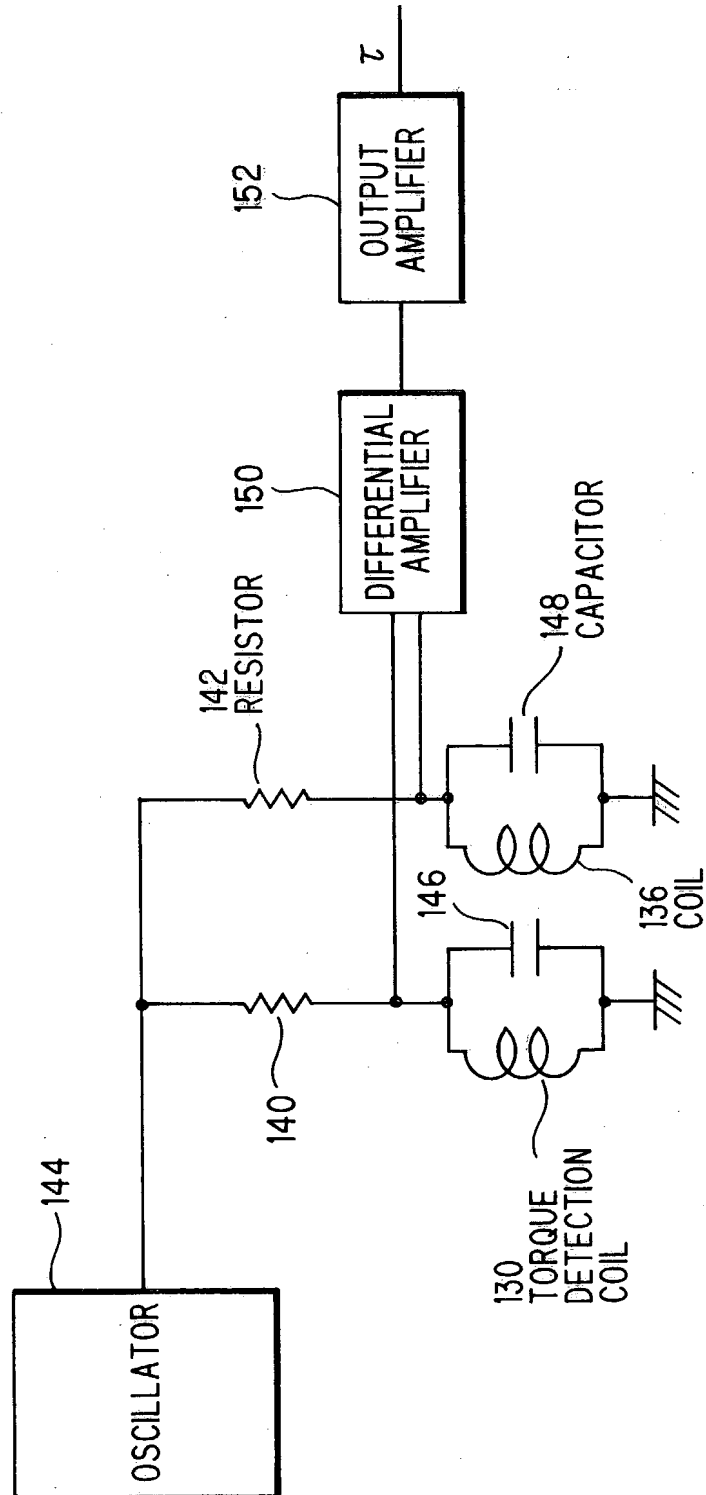 144
OSCILLATOR
140
142
RESISTOR
150
DIFFERENTIAL
AMPLIFIER
152
OUTPUT
AMPLIFIER
τ
130
TORQUE
DETECTION
COIL
146
136
COIL
148
CAPACITOR